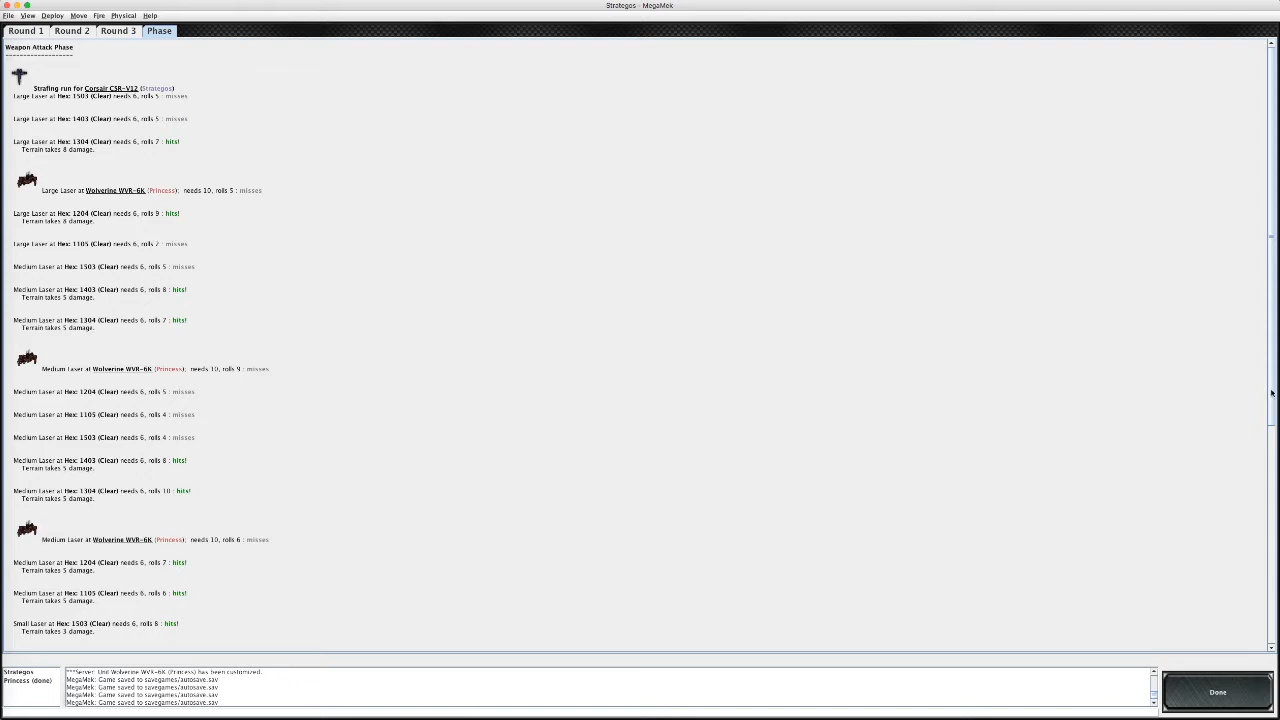 Strategos - MegaMek
File View Deploy Move Fire Physical Help
Round 1 Round 2 Round 3 Phase
Weapon Attack Phase
--------------------
Strafing run for Corsair CSR-V12 (Strategos)
Large Laser at Hex: 1503 (Clear) needs 6, rolls 5 : misses
Large Laser at Hex: 1403 (Clear) needs 6, rolls 5 : misses
Large Laser at Hex: 1304 (Clear) needs 6, rolls 7 : hits!
Terrain takes 8 damage.
Large Laser at Wolverine WVR-6K (Princess); needs 10, rolls 5 : misses
Large Laser at Hex: 1204 (Clear) needs 6, rolls 9 : hits!
Terrain takes 8 damage.
Large Laser at Hex: 1105 (Clear) needs 6, rolls 2 : misses
Medium Laser at Hex: 1503 (Clear) needs 6, rolls 5 : misses
Medium Laser at Hex: 1403 (Clear) needs 6, rolls 8 : hits!
Terrain takes 5 damage.
Medium Laser at Hex: 1304 (Clear) needs 6, rolls 7 : hits!
Terrain takes 5 damage.
Medium Laser at Wolverine WVR-6K (Princess); needs 10, rolls 9 : misses
Medium Laser at Hex: 1204 (Clear) needs 6, rolls 5 : misses
Medium Laser at Hex: 1105 (Clear) needs 6, rolls 4 : misses
Medium Laser at Hex: 1503 (Clear) needs 6, rolls 4 : misses
Medium Laser at Hex: 1403 (Clear) needs 6, rolls 8 : hits!
Terrain takes 5 damage.
Medium Laser at Hex: 1304 (Clear) needs 6, rolls 10 : hits!
Terrain takes 5 damage.
Medium Laser at Wolverine WVR-6K (Princess); needs 10, rolls 6 : misses
Medium Laser at Hex: 1204 (Clear) needs 6, rolls 7 : hits!
Terrain takes 5 damage.
Medium Laser at Hex: 1105 (Clear) needs 6, rolls 6 : hits!
Terrain takes 5 damage.
Small Laser at Hex: 1503 (Clear) needs 6, rolls 8 : hits!
Terrain takes 3 damage.
Strategos
Princess (done)
***Server: Unit Wolverine WVR-6K (Princess) has been customized.
MegaMek: Game saved to savegames/autosave.sav
MegaMek: Game saved to savegames/autosave.sav
MegaMek: Game saved to savegames/autosave.sav
MegaMek: Game saved to savegames/autosave.sav
Done